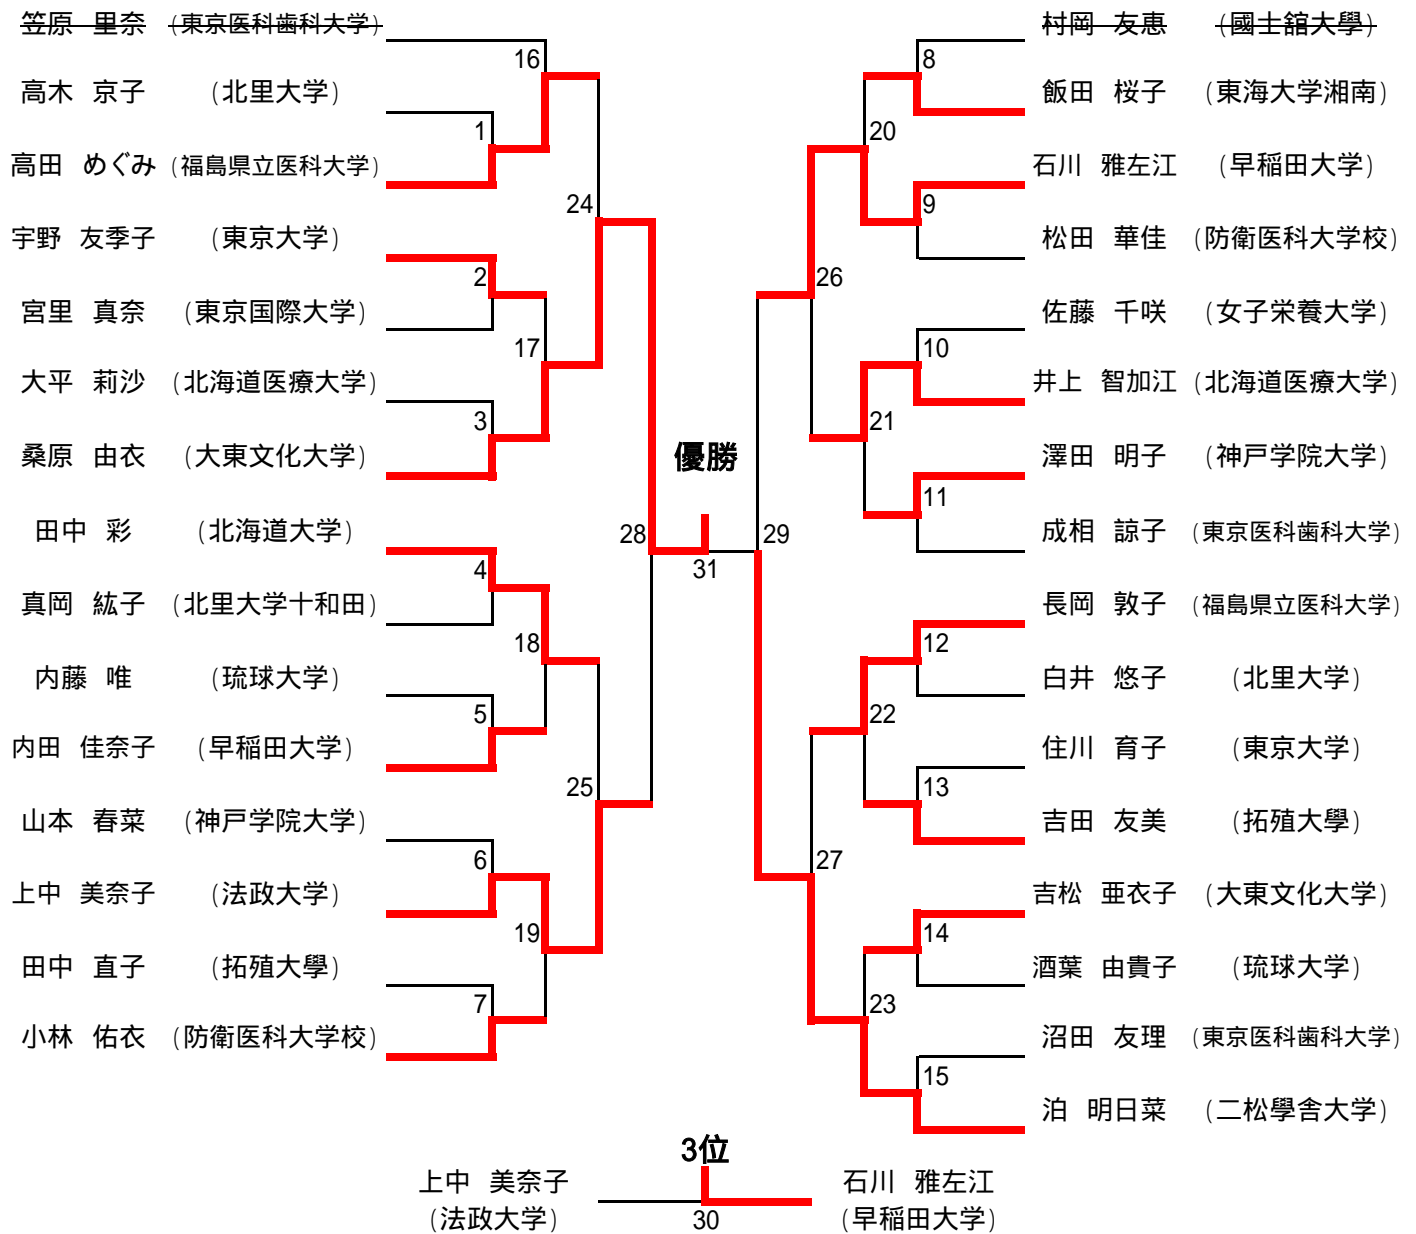 笠原 里奈 (東京医科歯科大学)
16
高木 京子 (北里大学)
1
高田 めぐみ (福島県立医科大学)
24
宇野 友季子 (東京大学)
2
宮里 真奈 (東京国際大学)
17
大平 莉沙 (北海道医療大学)
3
桑原 由衣 (大東文化大学)
田中 彩 (北海道大学)
28
4
真岡 紘子 (北里大学十和田)
18
内藤 唯 (琉球大学)
5
内田 佳奈子 (早稲田大学)
25
山本 春菜 (神戸学院大学)
6
上中 美奈子 (法政大学)
19
田中 直子 (拓殖大學)
7
小林 佑衣 (防衛医科大学校)
優勝
31
村岡 友恵 (國士舘大學)
8
飯田 桜子 (東海大学湘南)
20
石川 雅左江 (早稲田大学)
9
松田 華佳 (防衛医科大学校)
26
佐藤 千咲 (女子栄養大学)
10
井上 智加江 (北海道医療大学)
21
澤田 明子 (神戸学院大学)
11
成相 諒子 (東京医科歯科大学)
29
長岡 敦子 (福島県立医科大学)
12
白井 悠子 (北里大学)
22
住川 育子 (東京大学)
13
吉田 友美 (拓殖大學)
27
吉松 亜衣子 (大東文化大学)
14
酒葉 由貴子 (琉球大学)
23
沼田 友理 (東京医科歯科大学)
15
泊 明日菜 (二松學舎大学)
3位
上中 美奈子
(法政大学)
30
石川 雅左江
(早稲田大学)